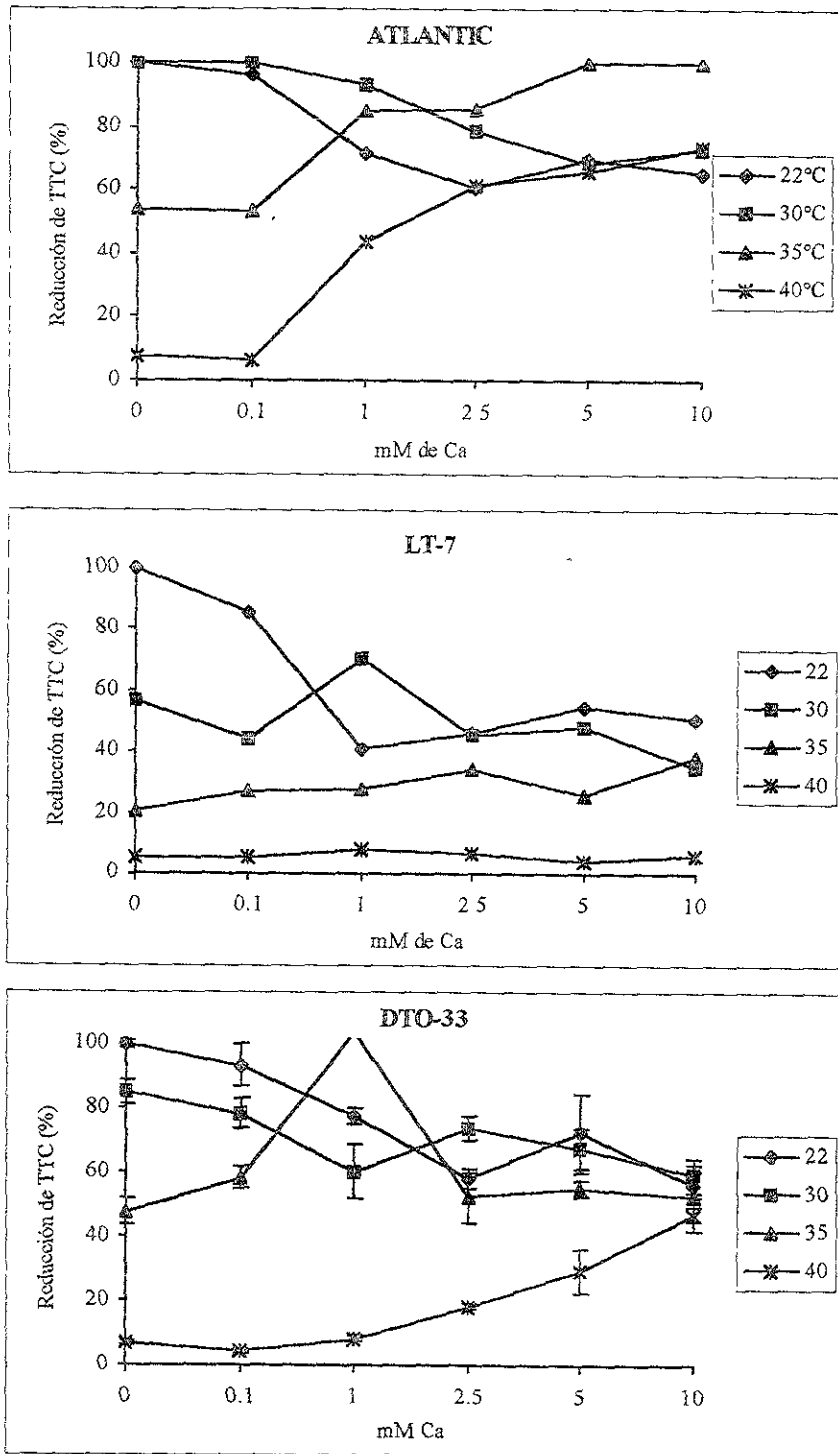 ATLANTIC
Reducción de TTC (%)
100
80
60
40
20
0
0 0.1 1 2 5 5 10
mM de Ca
22°C
30°C
35°C
40°C
LT-7
Reducción de TTC (%)
100
80
60
40
20
0
0 0.1 1 2 5 5 10
mM de Ca
22
30
35
40
DTO-33
Reducción de TTC (%)
100
80
60
40
20
0
0 0.1 1 2.5 5 10
mM Ca
22
30
35
40